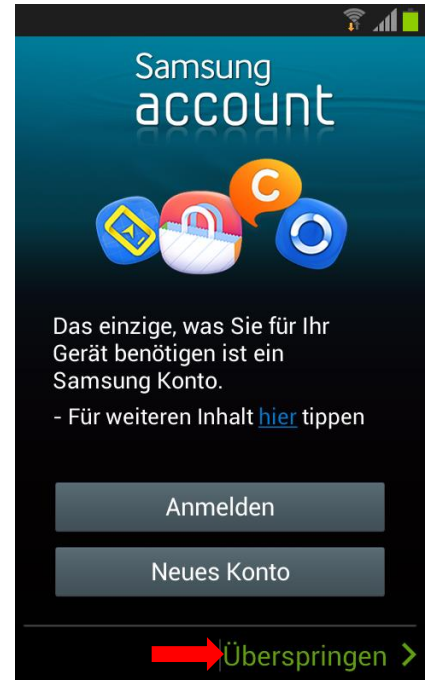 Samsung
account
C
Das einzige, was Sie für Ihr
Gerät benötigen ist ein
Samsung Konto.
- Für weiteren Inhalt hier tippen
Anmelden
Neues Konto
Überspringen